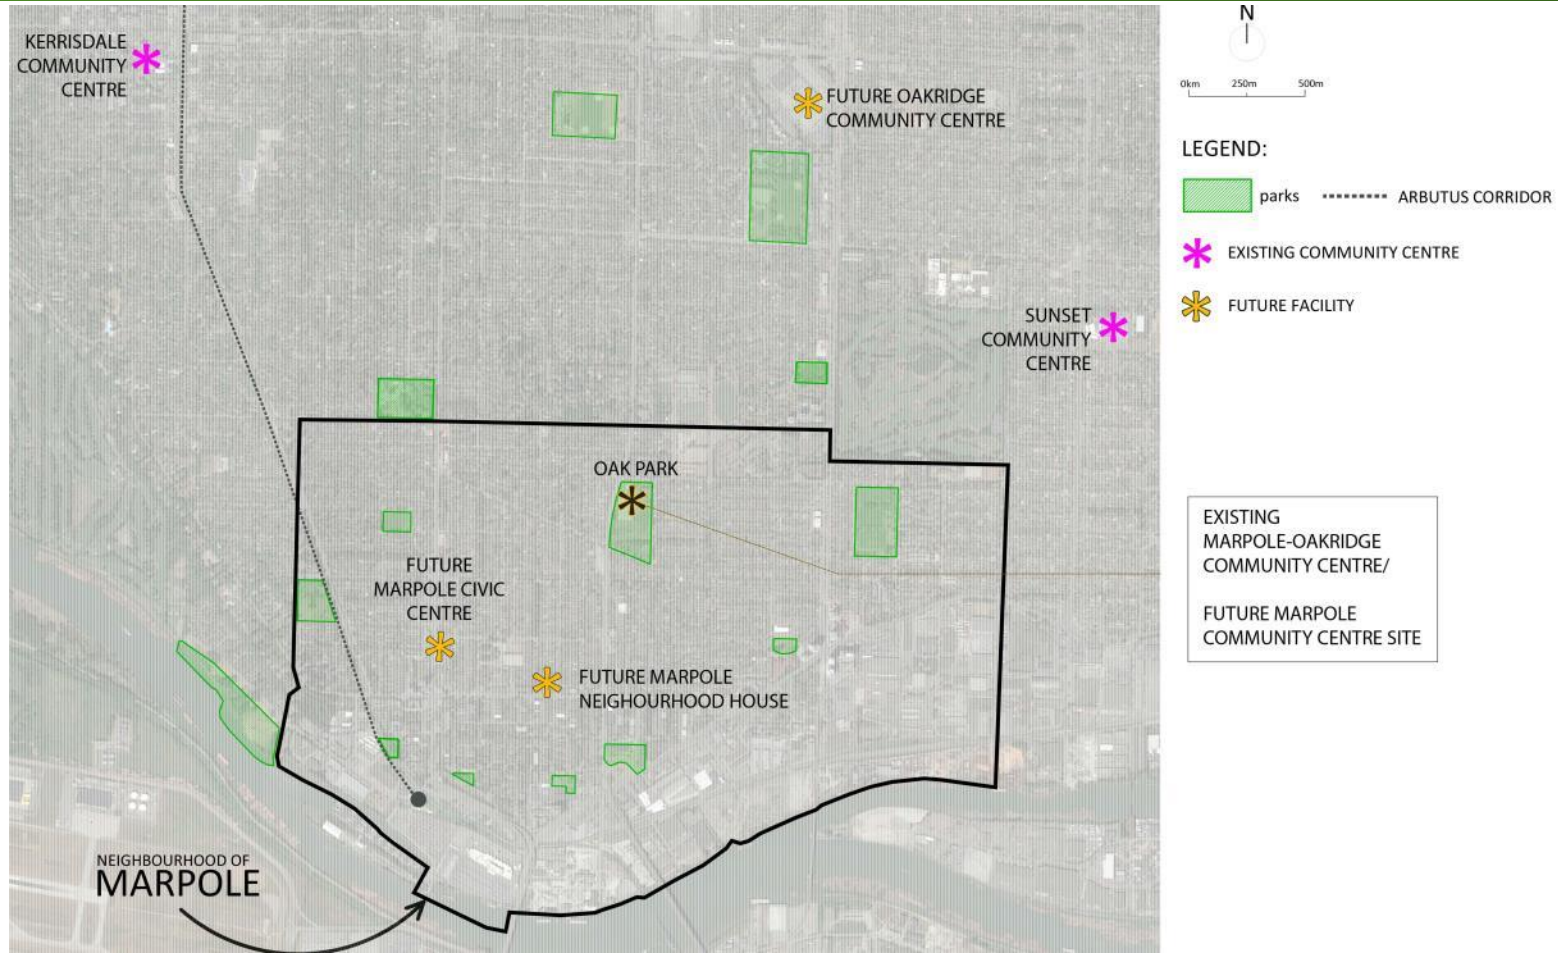 KERRISDALE
COMMUNITY
CENTRE
FUTURE OAKRIDGE
COMMUNITY CENTRE
SUNSET
COMMUNITY
CENTRE
OAK PARK
FUTURE
MARPOLE CIVIC
CENTRE
FUTURE MARPOLE
NEIGHOURHOOD HOUSE
NEIGHBOURHOOD OF
MARPOLE
N
0km 250m 500m
LEGEND:
parks ARBUTUS CORRIDOR
EXISTING COMMUNITY CENTRE
FUTURE FACILITY
EXISTING
MARPOLE-OAKRIDGE
COMMUNITY CENTRE/
FUTURE MARPOLE
COMMUNITY CENTRE SITE